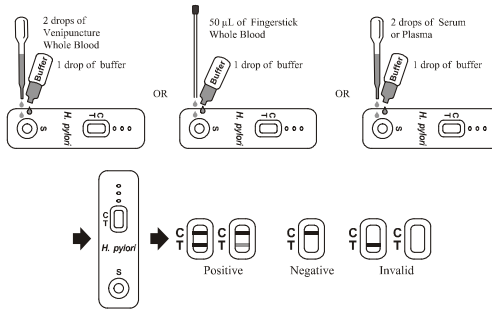 2 drops of
Venipuncture
Whole Blood
Buffer
1 drop of buffer
S
H. pylori
C
T
OR
50 µL of Fingerstick
Whole Blood
Buffer
1 drop of buffer
S
H. pylori
C
T
OR
2 drops of Serum
or Plasma
Buffer
1 drop of buffer
S
H. pylori
C
T
C
T
H. pylori
S
C
T
C
T
Positive
C
T
Negative
C
T
C
T
Invalid